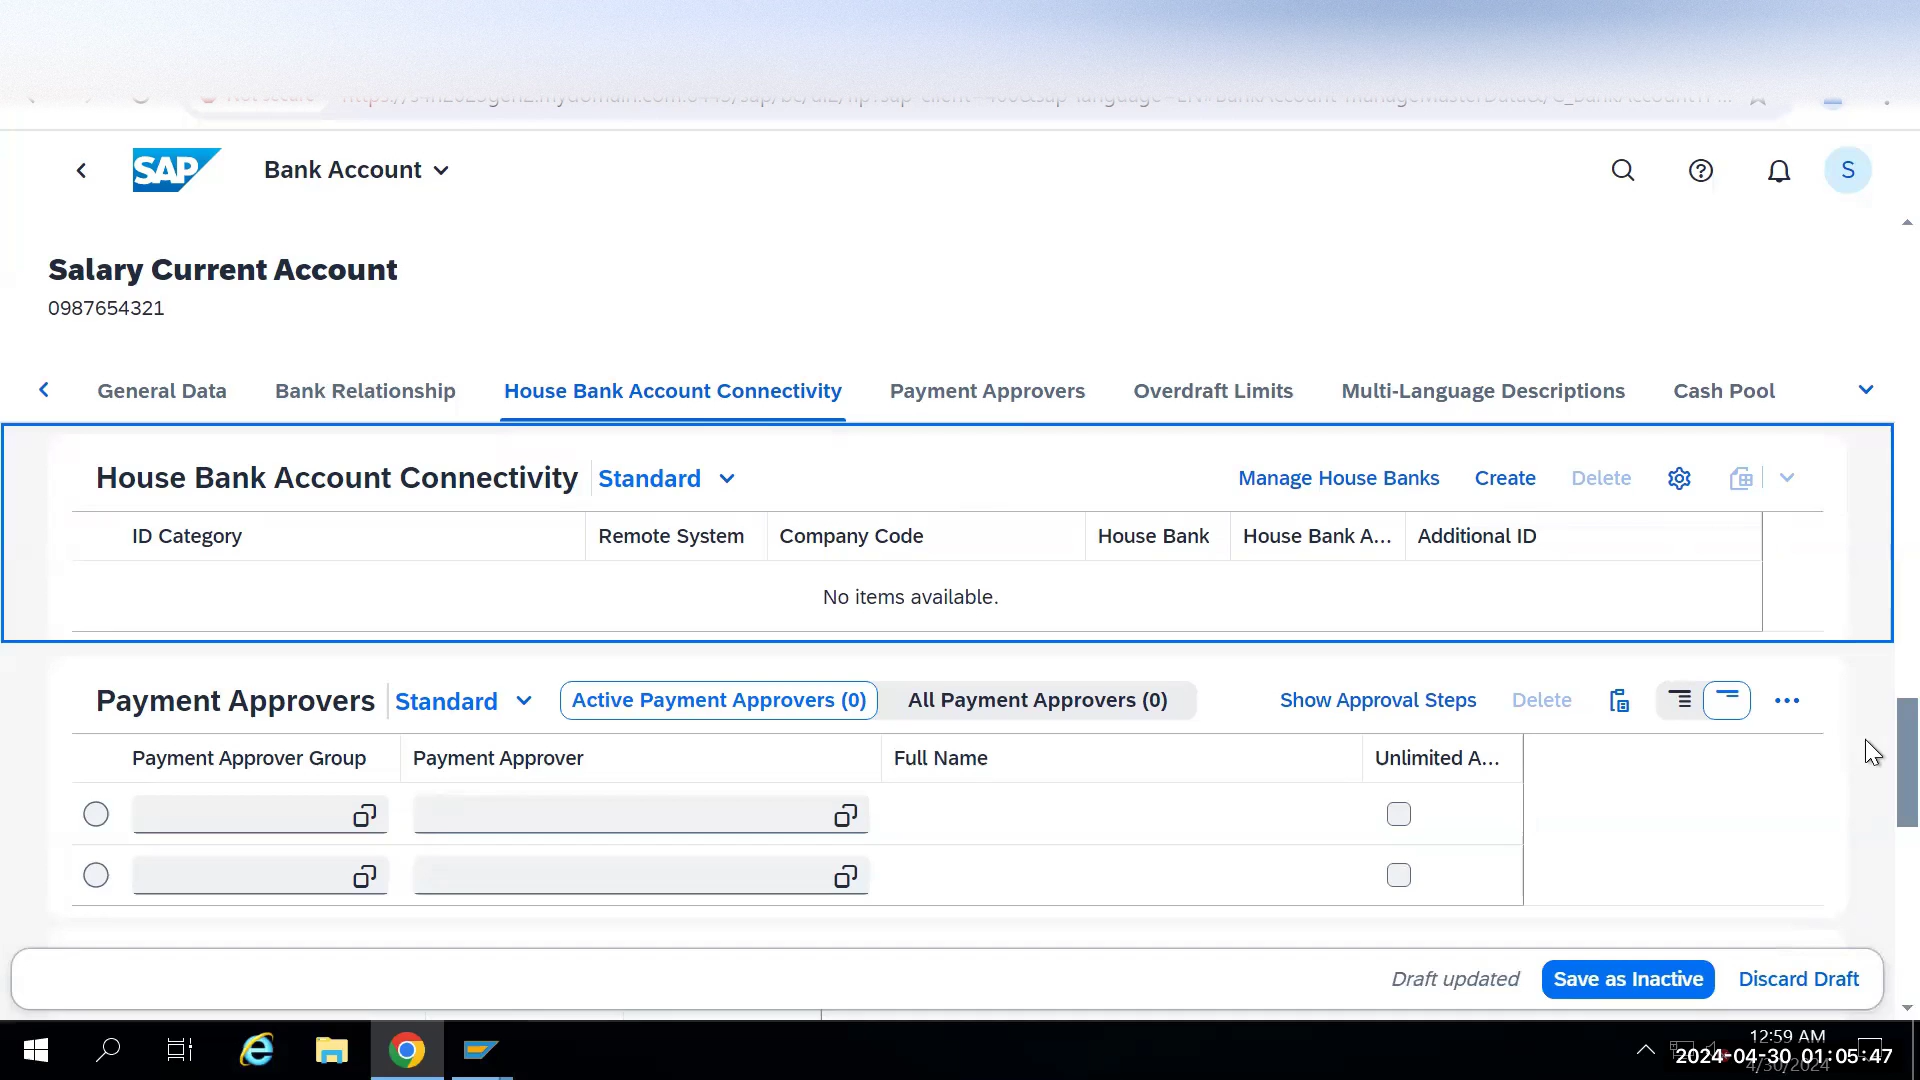 SAP
Bank Account
S
Salary Current Account
0987654321
General Data
Bank Relationship
House Bank Account Connectivity
Payment Approvers
Overdraft Limits
Multi-Language Descriptions
Cash Pool
House Bank Account Connectivity
Standard
Manage House Banks
Create
Delete
ID Category
Remote System
Company Code
House Bank
House Bank A...
Additional ID
No items available.
Payment Approvers
Standard
Active Payment Approvers (0)
All Payment Approvers (0)
Show Approval Steps
Delete
Payment Approver Group
Payment Approver
Full Name
Unlimited A...
Draft updated
Save as Inactive
Discard Draft
12:59 AM
2024-04-30 01:05:47
4/30/2024